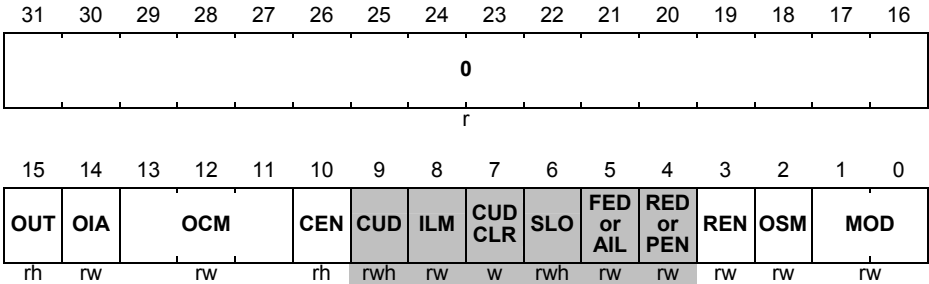 31 30 29 28 27 26 25 24 23 22 21 20 19 18 17 16
0
r
15 14 13 12 11 10 9 8 7 6 5 4 3 2 1 0
OUT OIA OCM CEN CUD ILM CUD CLR SLO FED or AIL RED or PEN REN OSM MOD
rh rw rw rh rwh rw w rwh rw rw rw rw rw